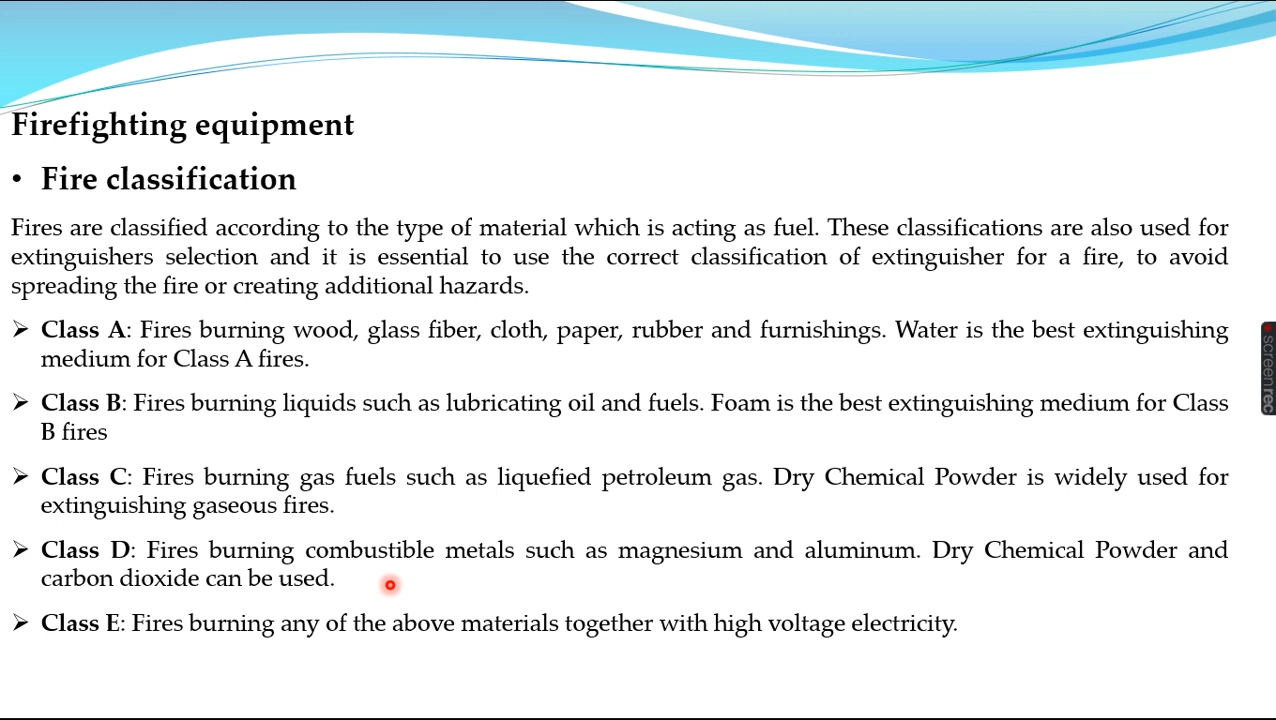 Firefighting equipment
• Fire classification
Fires are classified according to the type of material which is acting as fuel. These classifications are also used for
extinguishers selection and it is essential to use the correct classification of extinguisher for a fire, to avoid
spreading the fire or creating additional hazards.
➢ Class A: Fires burning wood, glass fiber, cloth, paper, rubber and furnishings. Water is the best extinguishing
medium for Class A fires.
➢ Class B: Fires burning liquids such as lubricating oil and fuels. Foam is the best extinguishing medium for Class
B fires
➢ Class C: Fires burning gas fuels such as liquefied petroleum gas. Dry Chemical Powder is widely used for
extinguishing gaseous fires.
➢ Class D: Fires burning combustible metals such as magnesium and aluminum. Dry Chemical Powder and
carbon dioxide can be used.
➢ Class E: Fires burning any of the above materials together with high voltage electricity.
screenrec